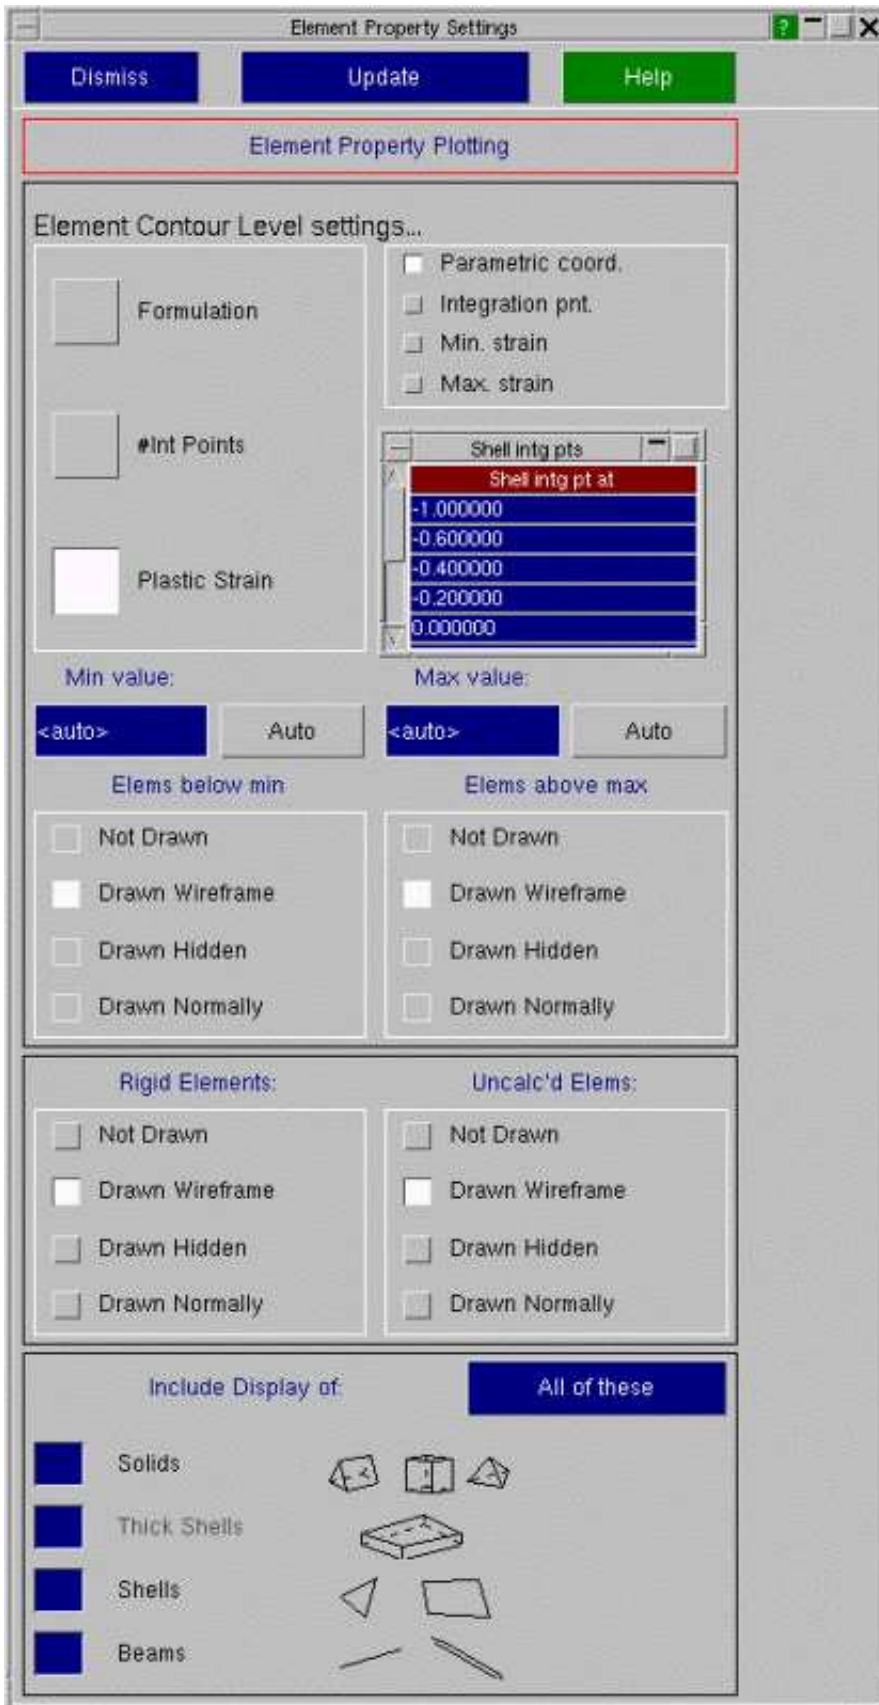 Element Property Settings
?
Dismiss Update Help
Element Property Plotting
Element Contour Level settings...
Formulation
#Int Points
Plastic Strain
Parametric coord.
Integration pnt.
Min. strain
Max. strain
Shell intg pts
Shell intg pt at
-1.000000
-0.600000
-0.400000
-0.200000
0.000000
Min value: Max value:
<auto> Auto <auto> Auto
Elems below min Elems above max
Not Drawn Not Drawn
Drawn Wireframe Drawn Wireframe
Drawn Hidden Drawn Hidden
Drawn Normally Drawn Normally
Rigid Elements: Uncalc'd Elems:
Not Drawn Not Drawn
Drawn Wireframe Drawn Wireframe
Drawn Hidden Drawn Hidden
Drawn Normally Drawn Normally
Include Display of: All of these
Solids
Thick Shells
Shells
Beams